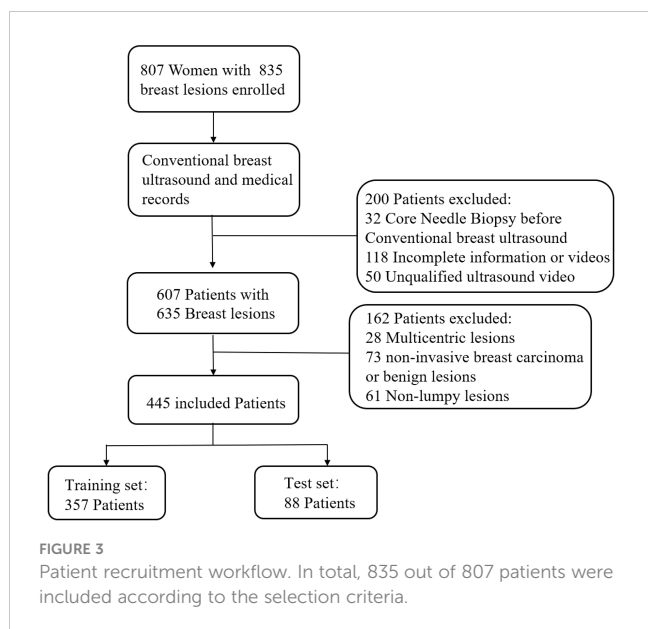 807 Women with 835
breast lesions enrolled
Conventional breast
ultrasound and medical
records
200 Patients excluded:
32 Core Needle Biopsy before
Conventional breast ultrasound
118 Incomplete information or videos
50 Unqualified ultrasound video
607 Patients with
635 Breast lesions
162 Patients excluded:
28 Multicentric lesions
73 non-invasive breast carcinoma
or benign lesions
61 Non-lumpy lesions
445 included Patients
Training set:
357 Patients
Test set:
88 Patients
FIGURE 3
Patient recruitment workflow. In total, 835 out of 807 patients were
included according to the selection criteria.